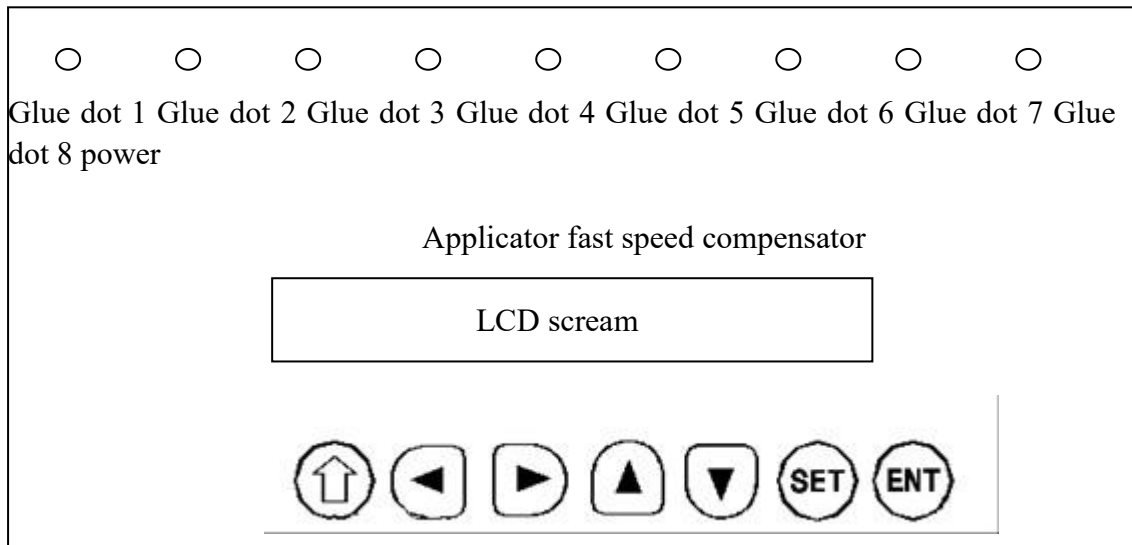 Glue dot 1 Glue dot 2 Glue dot 3 Glue dot 4 Glue dot 5 Glue dot 6 Glue dot 7 Glue
dot 8 power
Applicator fast speed compensator
LCD scream
SET ENT